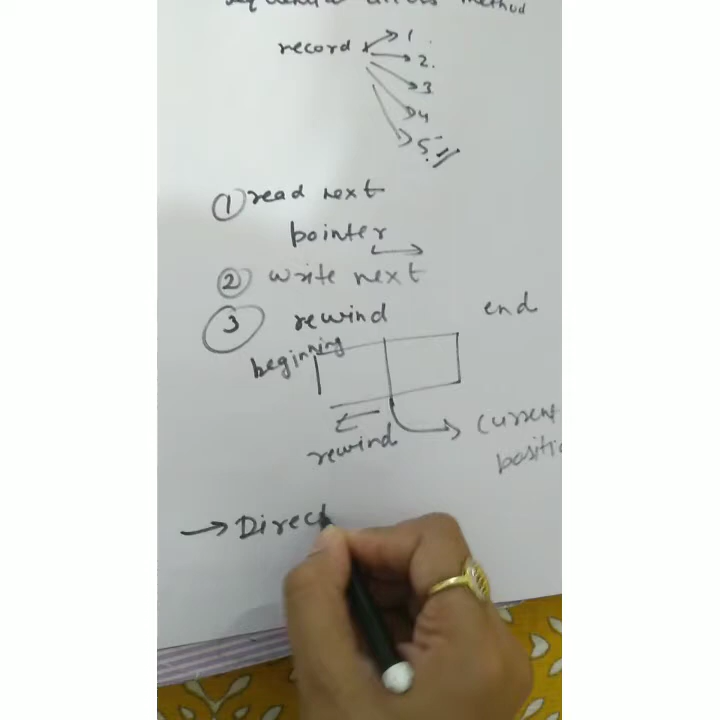 method
record 1
2.
3
4
5.
① read next
pointer
② write next
③ rewind end
beginning
rewind current
→ Direct